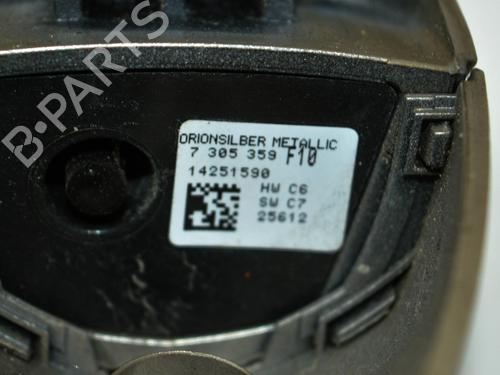 B-PARTS
ORIONSILBER METALLIC
7 305 359 F10
14251590
HW C6
SW C7
25612